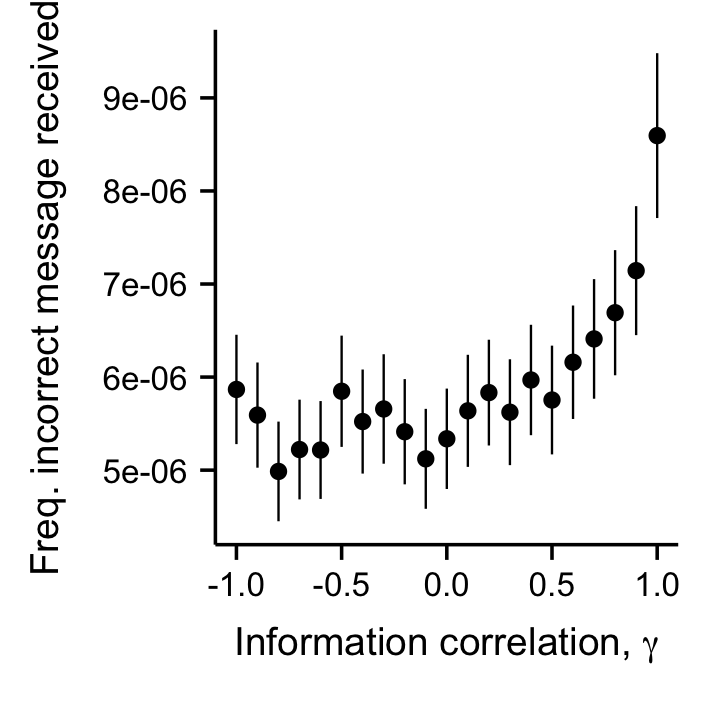 Freq. incorrect message received
9e-06
8e-06
7e-06
6e-06
5e-06
-1.0 -0.5 0.0 0.5 1.0
Information correlation, γ